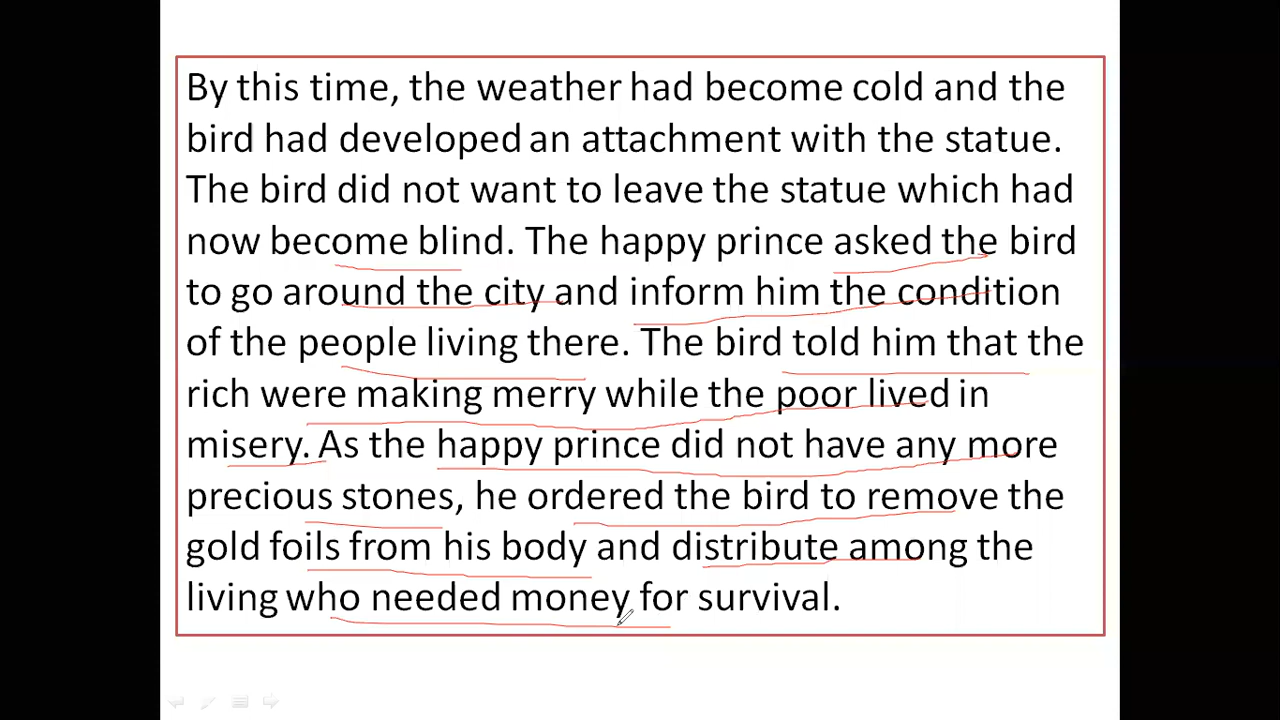 By this time, the weather had become cold and the
bird had developed an attachment with the statue.
The bird did not want to leave the statue which had
now become blind. The happy prince asked the bird
to go around the city and inform him the condition
of the people living there. The bird told him that the
rich were making merry while the poor lived in
misery. As the happy prince did not have any more
precious stones, he ordered the bird to remove the
gold foils from his body and distribute among the
living who needed money for survival.